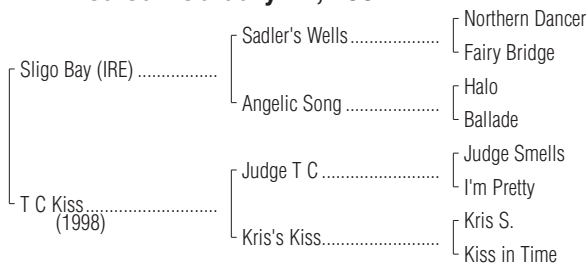 Northern Dancer
Sadler's Wells
Fairy Bridge
Sligo Bay (IRE)
Halo
Angelic Song
Ballade
Judge Smells
Judge T C
I'm Pretty
T C Kiss
(1998)
Kris S.
Kris's Kiss
Kiss in Time